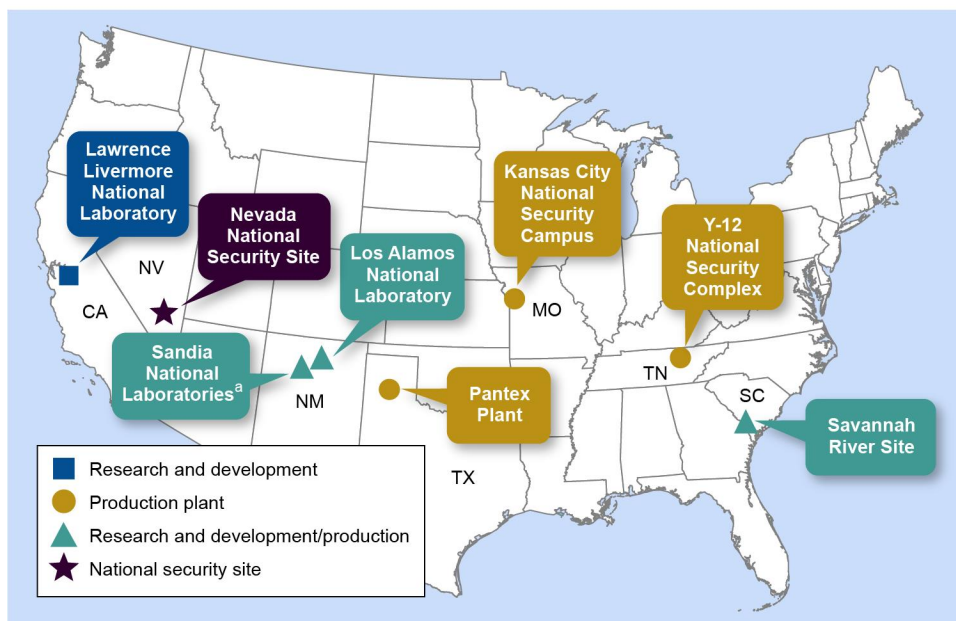 Lawrence
Livermore
National
Laboratory
Nevada
National
Security Site
Los Alamos
National
Laboratory
Kansas City
National
Security
Campus
Y-12
National
Security
Complex
NV
CA
MO
Sandia
National
Laboratoriesa
NM
Pantex
Plant
TN
SC
Savannah
River Site
TX
Research and development
Production plant
Research and development/production
National security site